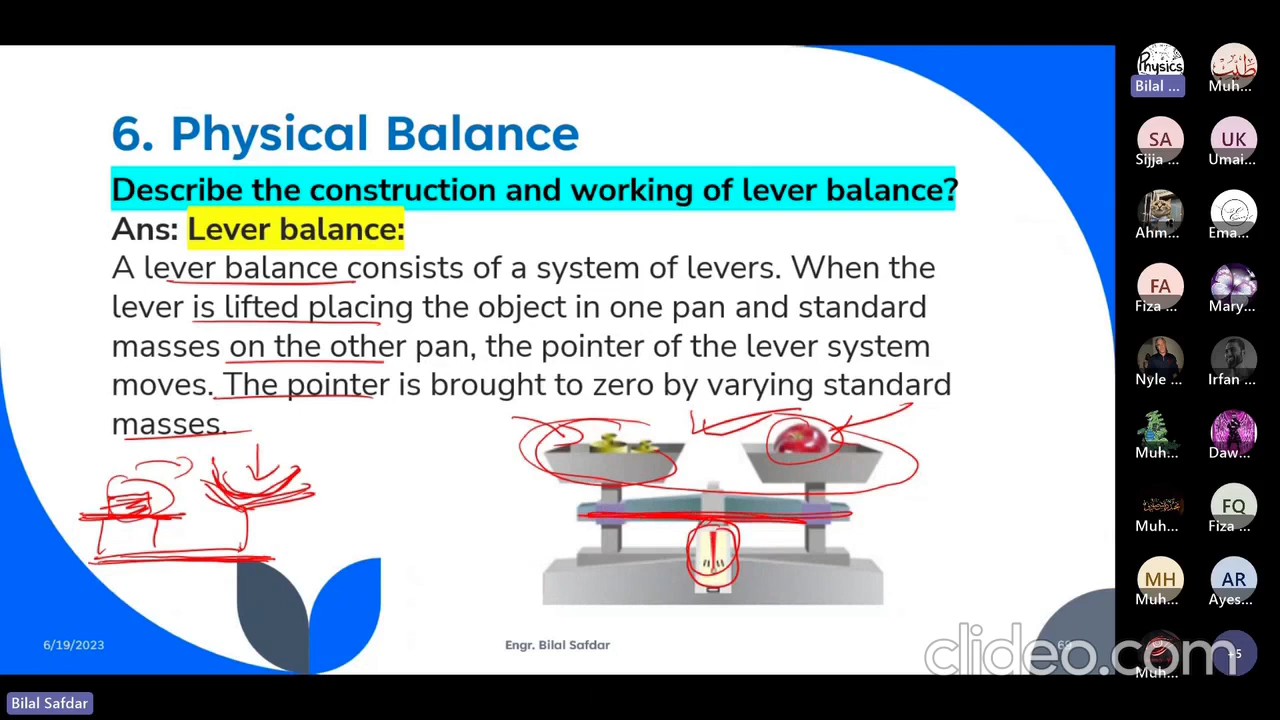 6. Physical Balance
Describe the construction and working of lever balance?
Ans: Lever balance:
A lever balance consists of a system of levers. When the
lever is lifted placing the object in one pan and standard
masses on the other pan, the pointer of the lever system
moves. The pointer is brought to zero by varying standard
masses.
6/19/2023
Engr. Bilal Safdar
clideo.com
Bilal Safdar
Physics
Bilal ...
طيب
Muh...
SA
Sijja ...
UK
Umai...
Ahm...
Ema...
FA
Fiza ...
Mary...
Nyle ...
Irfan ...
Muh...
Daw...
Muh...
FQ
Fiza ...
MH
Muh...
AR
Ayes...
Muh...
+5